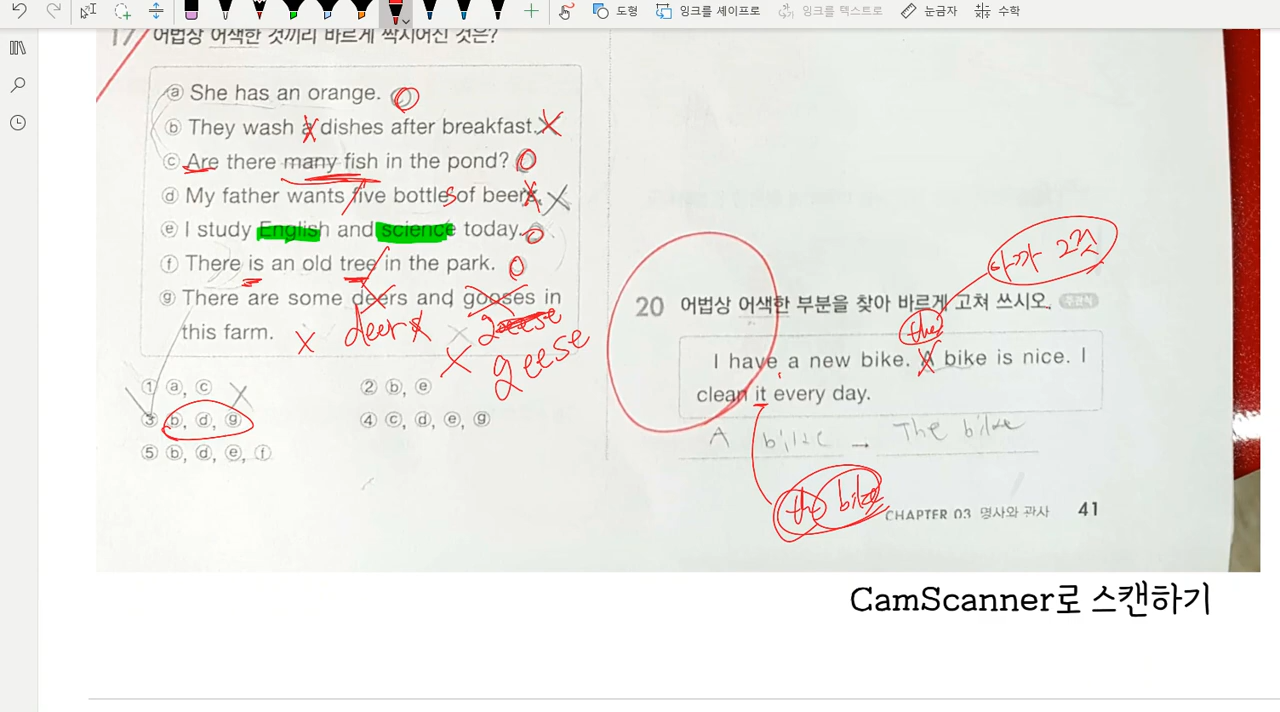 도형
잉크를 셰이프로
잉크를 텍스트로
눈금자
수학
17 어법상 어색한 것끼리 바르게 짝지어진 것은?
ⓐ She has an orange. O
ⓑ They wash a dishes after breakfast. X
ⓒ Are there many fish in the pond? O
ⓓ My father wants five bottles of beers. X
ⓔ I study English and science today. O
ⓕ There is an old tree in the park. O
ⓖ There are some deers and gooses in
this farm. X deer X geese
① ⓐ, ⓒ
② ⓑ, ⓔ
③ ⓑ, ⓓ, ⓖ
④ ⓒ, ⓓ, ⓔ, ⓖ
⑤ ⓑ, ⓓ, ⓔ, ⓕ
아까 그것
20 어법상 어색한 부분을 찾아 바르게 고쳐 쓰시오. 주관식
the
I have a new bike. A bike is nice. I
clean it every day.
A bike → The bike
the bike
CHAPTER 03 명사와 관사 41
CamScanner로 스캔하기